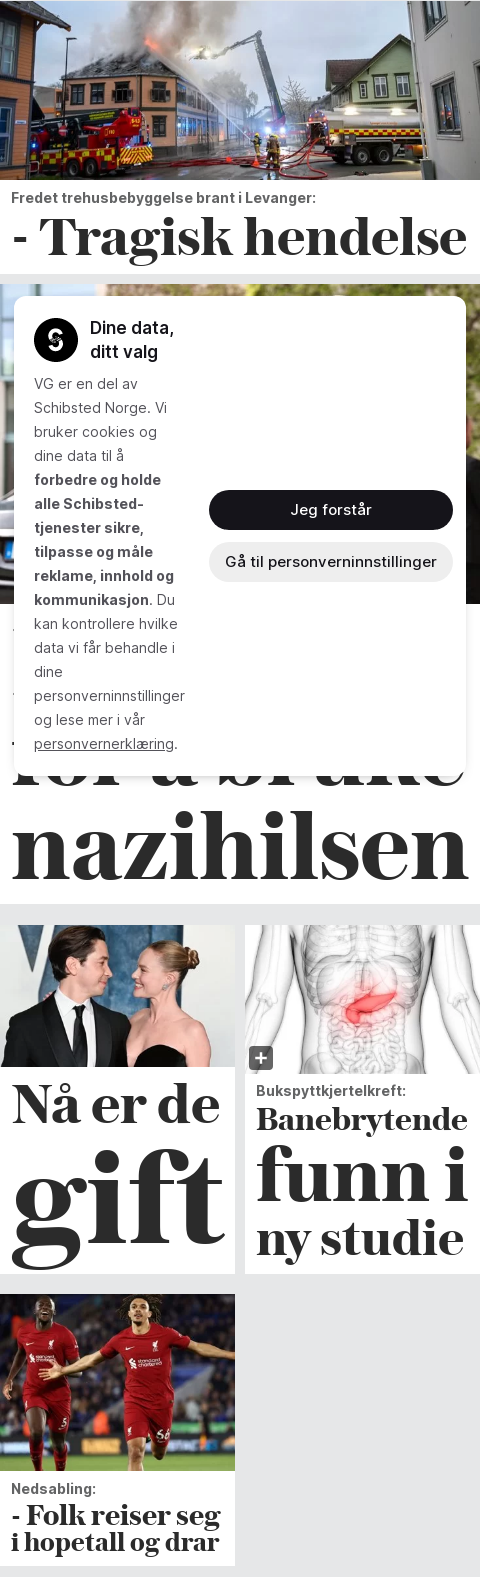 Fredet trehusbebyggelse brant i Levanger:
- Tragisk hendelse
Dine data,
ditt valg
VG er en del av
Schibsted Norge. Vi
bruker cookies og
dine data til å
forbedre og holde
alle Schibsted-
tjenester sikre,
tilpasse og måle
reklame, innhold og
kommunikasjon. Du
kan kontrollere hvilke
data vi får behandle i
dine
personverninnstillinger
og lese mer i vår
personvernerklæring.
Jeg forstår
Gå til personverninnstillinger
for å bruke
nazihilsen
Nå er de
gift
Bukspyttkjertelkreft:
Banebrytende
funn i
ny studie
Nedsabling:
- Folk reiser seg
i hopetall og drar